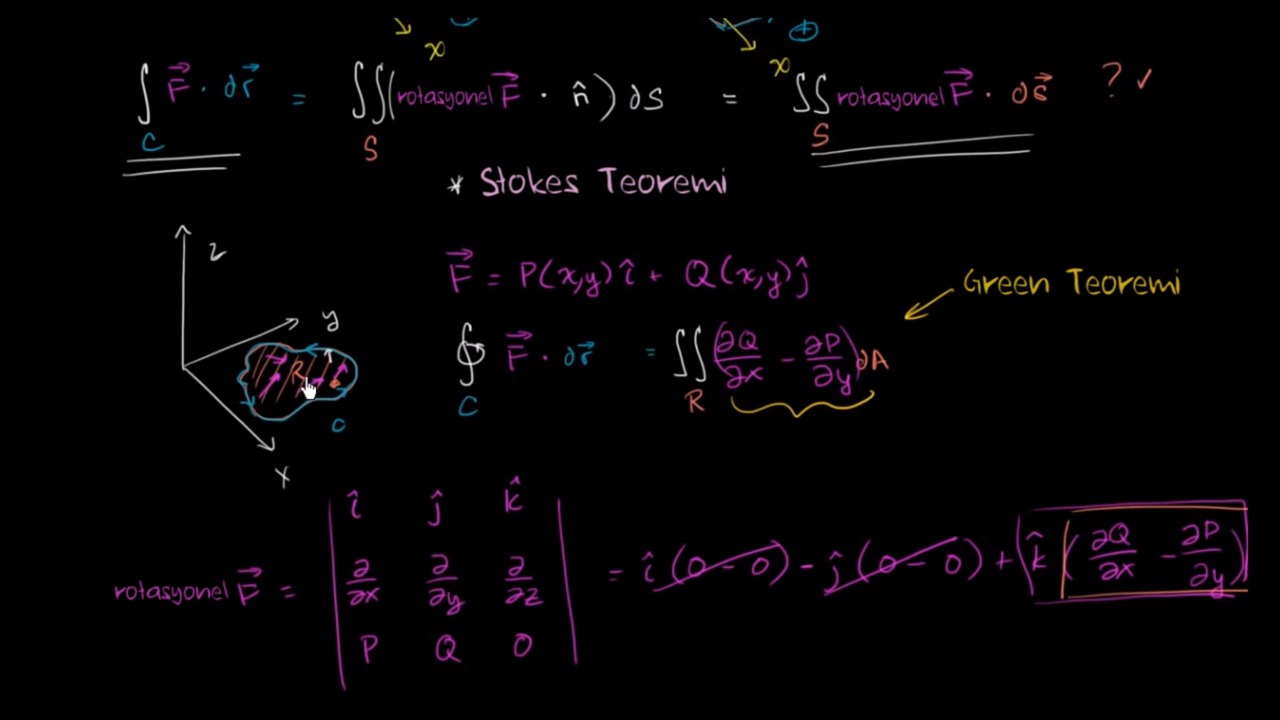 x + x +
∫ F⃗ · dr⃗ = ∬(rotasyonel F⃗ · n̂) ds = ∬ rotasyonel F⃗ · ds⃗ ? ✓
C S S
* Stokes Teoremi
z
F⃗ = P(x,y) î + Q(x,y) ĵ
Green Teoremi
y
∮ F⃗ · dr⃗ = ∬ (∂Q/∂x - ∂P/∂y) dA
R
C R
C
x
rotasyonel F⃗ = | î ĵ k̂ | = î (0 - 0) - ĵ (0 - 0) + (k̂ (∂Q/∂x - ∂P/∂y)
∂/∂x ∂/∂y ∂/∂z
P Q 0